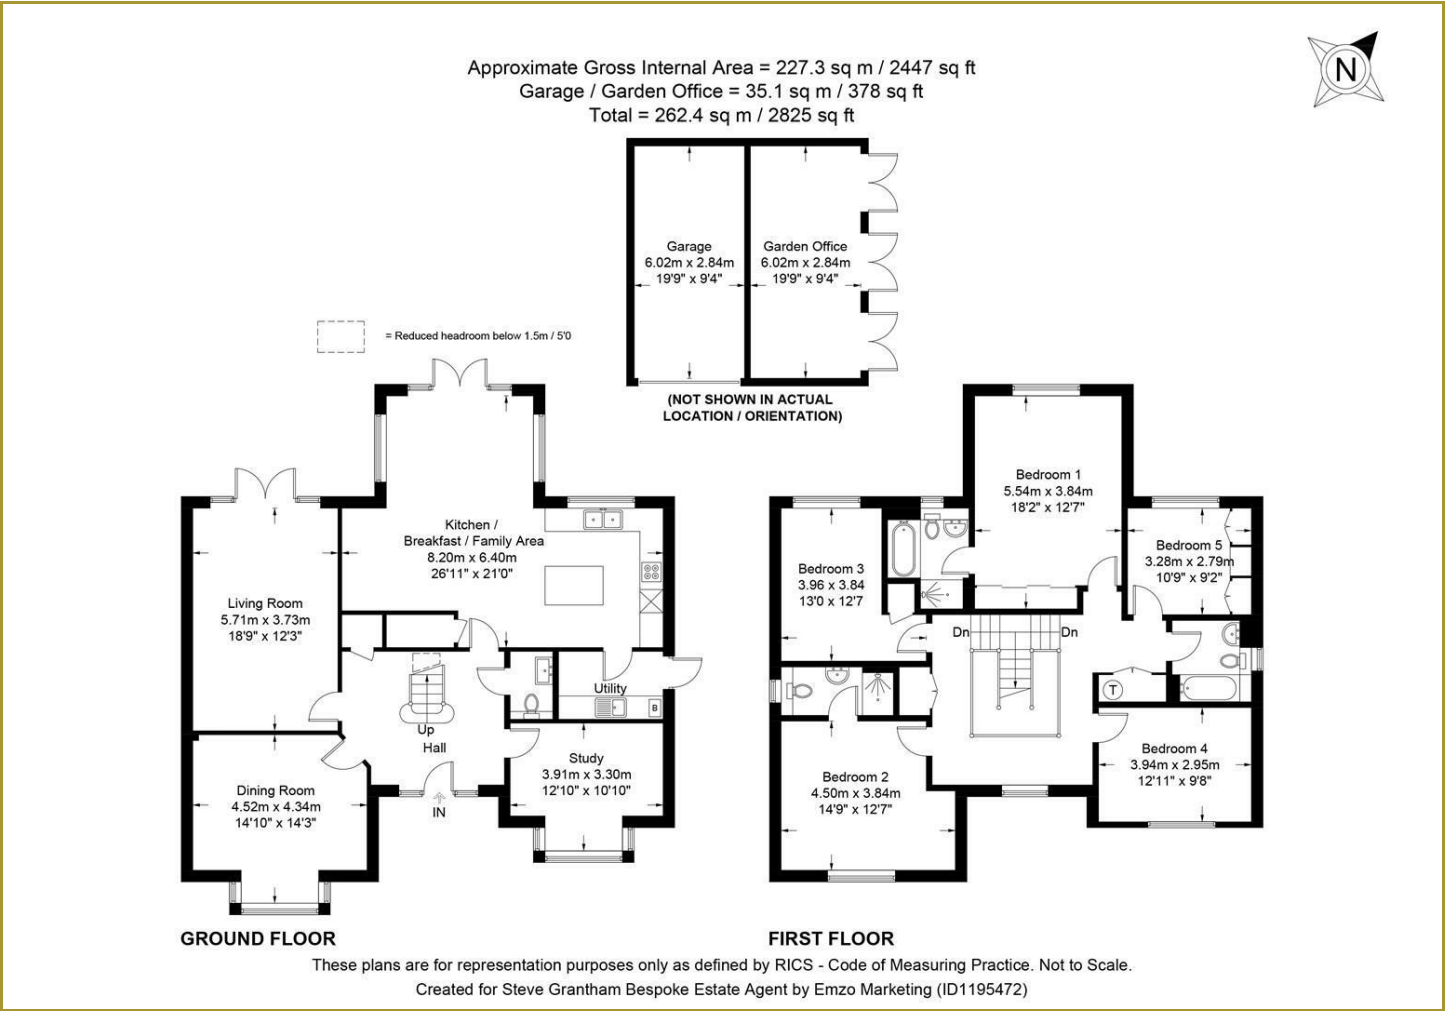 Approximate Gross Internal Area = 227.3 sq m / 2447 sq ft
Garage / Garden Office = 35.1 sq m / 378 sq ft
Total = 262.4 sq m / 2825 sq ft
N
Garage
6.02m x 2.84m
19'9" x 9'4"
Garden Office
6.02m x 2.84m
19'9" x 9'4"
= Reduced headroom below 1.5m / 5'0
(NOT SHOWN IN ACTUAL
LOCATION / ORIENTATION)
Kitchen /
Breakfast / Family Area
8.20m x 6.40m
26'11" x 21'0"
Living Room
5.71m x 3.73m
18'9" x 12'3"
Utility
B
Up
Hall
Study
3.91m x 3.30m
12'10" x 10'10"
Dining Room
4.52m x 4.34m
14'10" x 14'3"
IN
Bedroom 1
5.54m x 3.84m
18'2" x 12'7"
Bedroom 5
3.28m x 2.79m
10'9" x 9'2"
Bedroom 3
3.96 x 3.84
13'0 x 12'7
Dn
Dn
T
Bedroom 4
3.94m x 2.95m
12'11" x 9'8"
Bedroom 2
4.50m x 3.84m
14'9" x 12'7"
GROUND FLOOR
FIRST FLOOR
These plans are for representation purposes only as defined by RICS - Code of Measuring Practice. Not to Scale.
Created for Steve Grantham Bespoke Estate Agent by Emzo Marketing (ID1195472)